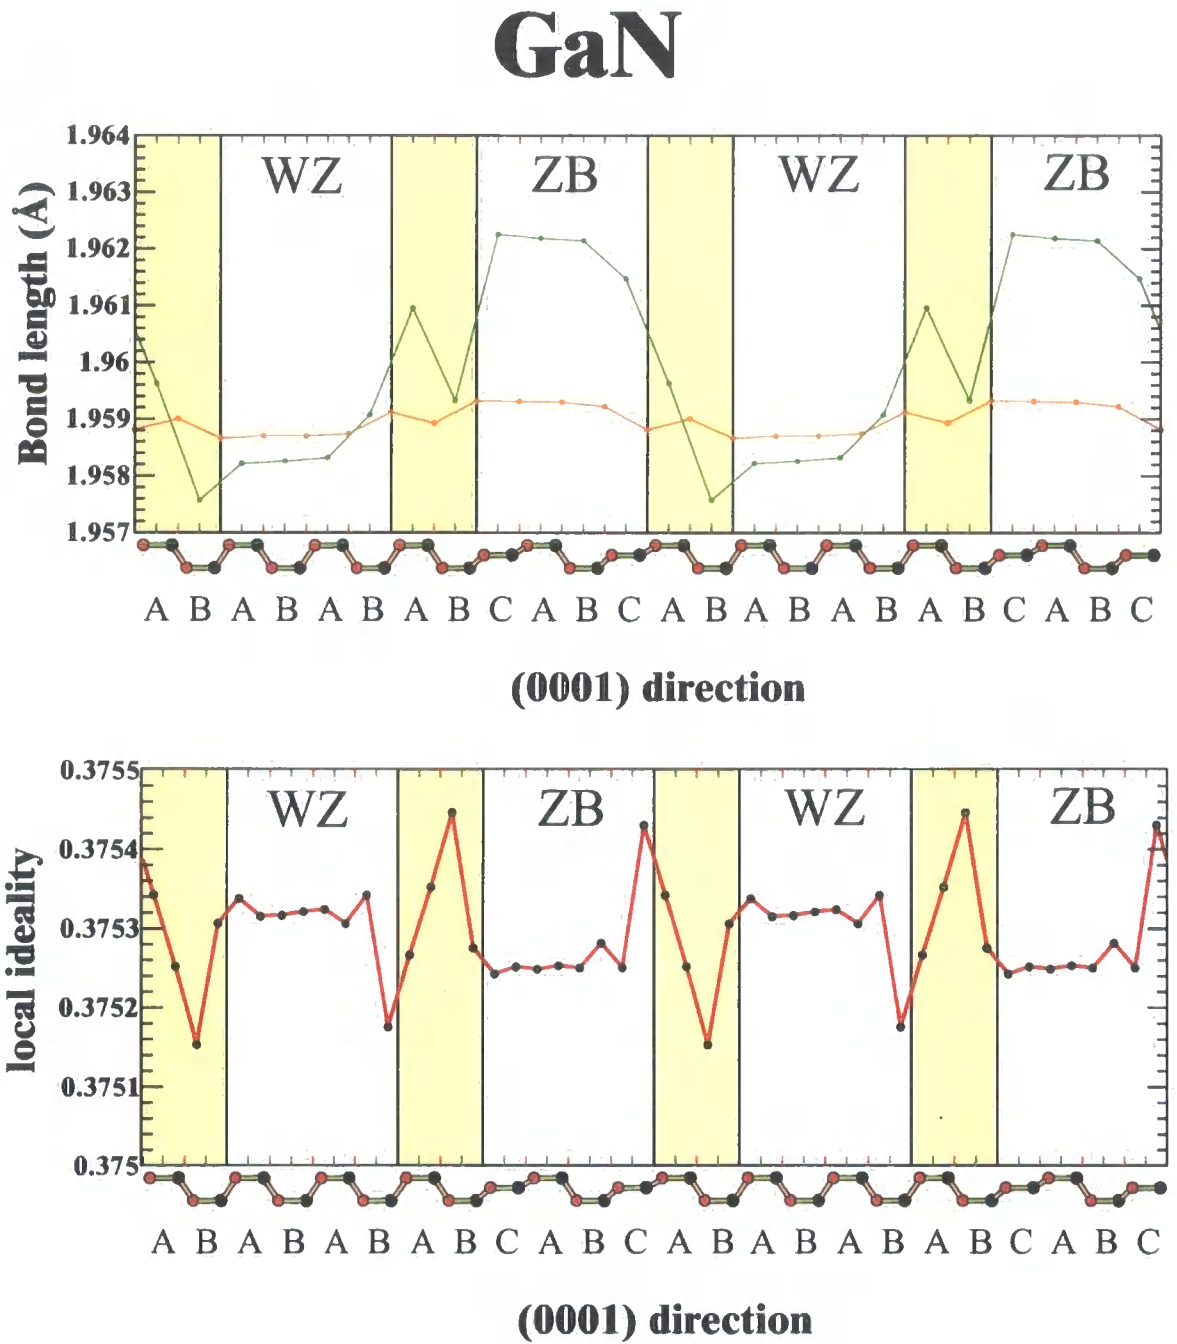 GaN
Bond length (Å)
1.964
1.963
1.962
1.961
1.96
1.959
1.958
1.957
WZ ZB WZ ZB
A B A B A B A B C A B C A B A B A B A B C A B C
(0001) direction
local ideality
0.3755
0.3754
0.3753
0.3752
0.3751
0.375
WZ ZB WZ ZB
A B A B A B A B C A B C A B A B A B A B C A B C
(0001) direction